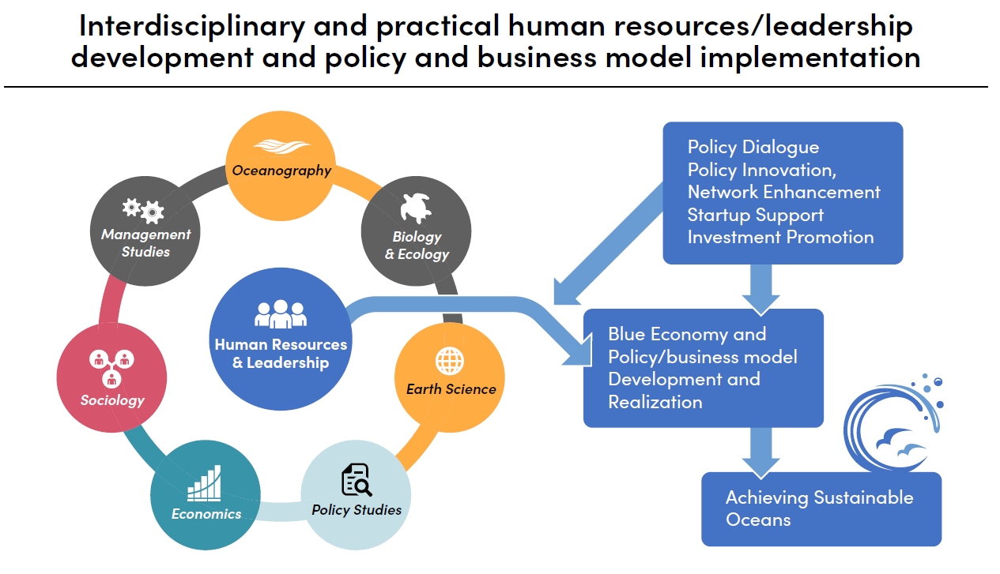 Interdisciplinary and practical human resources/leadership
development and policy and business model implementation
Oceanography
Biology
& Ecology
Earth Science
Policy Studies
Economics
Sociology
Management
Studies
Human Resources
& Leadership
Policy Dialogue
Policy Innovation,
Network Enhancement
Startup Support
Investment Promotion
Blue Economy and
Policy/business model
Development and
Realization
Achieving Sustainable
Oceans